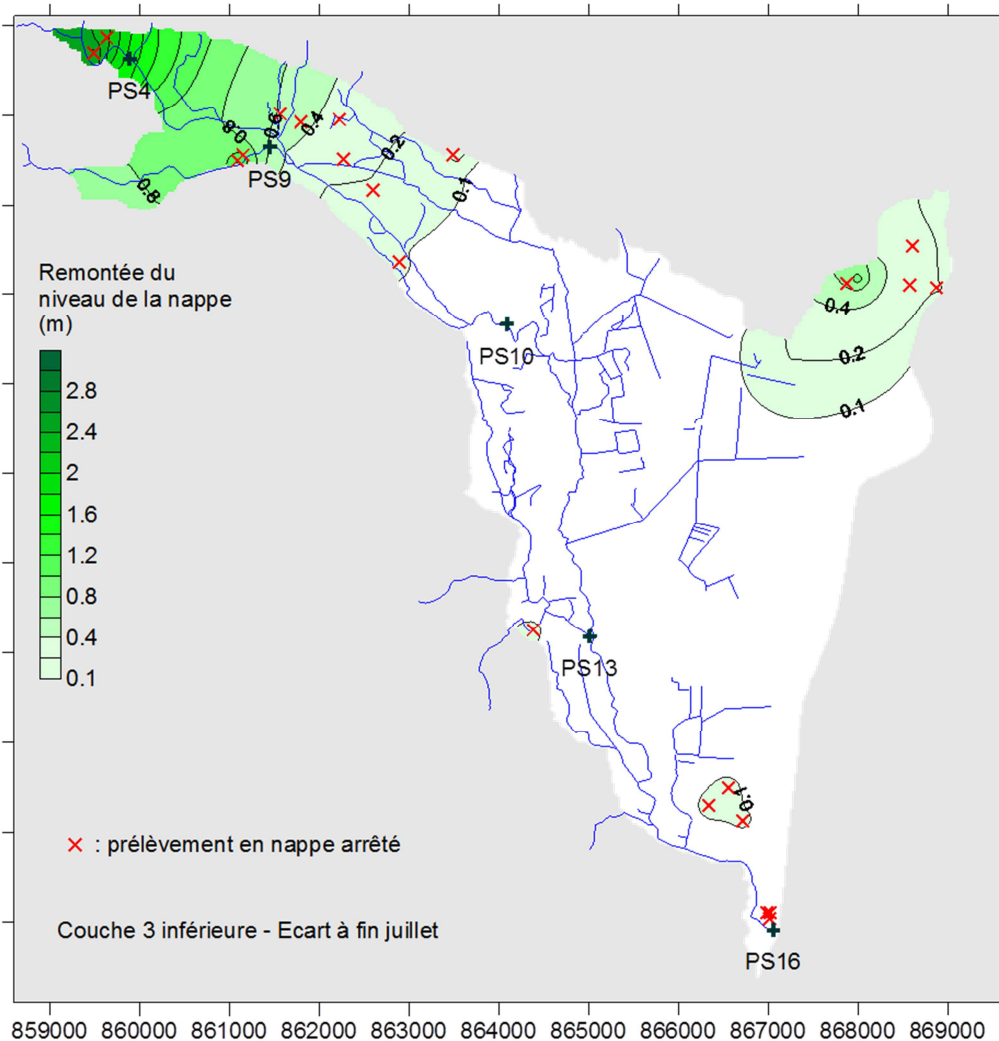 PS4
0.8
0.6
0.4
0.2
PS9
0.1
0.8
Remontée du
niveau de la nappe
(m)
2.8
2.4
2
1.6
1.2
0.8
0.4
0.1
PS10
0.4
0.2
0.1
PS13
0.1
: prélèvement en nappe arrêté
Couche 3 inférieure - Ecart à fin juillet
PS16
859000 860000 861000 862000 863000 864000 865000 866000 867000 868000 869000